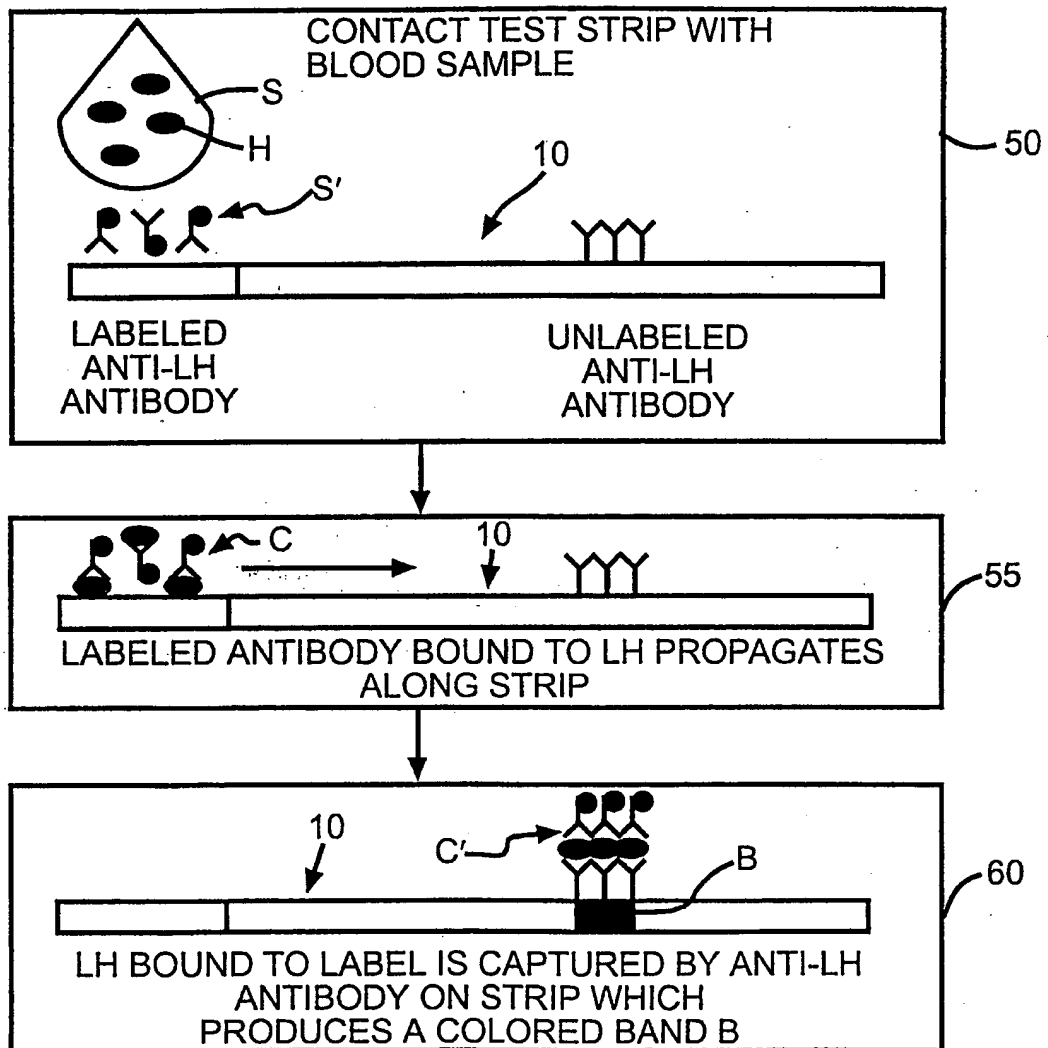 CONTACT TEST STRIP WITH
BLOOD SAMPLE
S
H
50
10
S'
LABELED
ANTI-LH
ANTIBODY
UNLABELED
ANTI-LH
ANTIBODY
C
10
55
LABELED ANTIBODY BOUND TO LH PROPAGATES
ALONG STRIP
10
C'
B
60
LH BOUND TO LABEL IS CAPTURED BY ANTI-LH
ANTIBODY ON STRIP WHICH
PRODUCES A COLORED BAND B